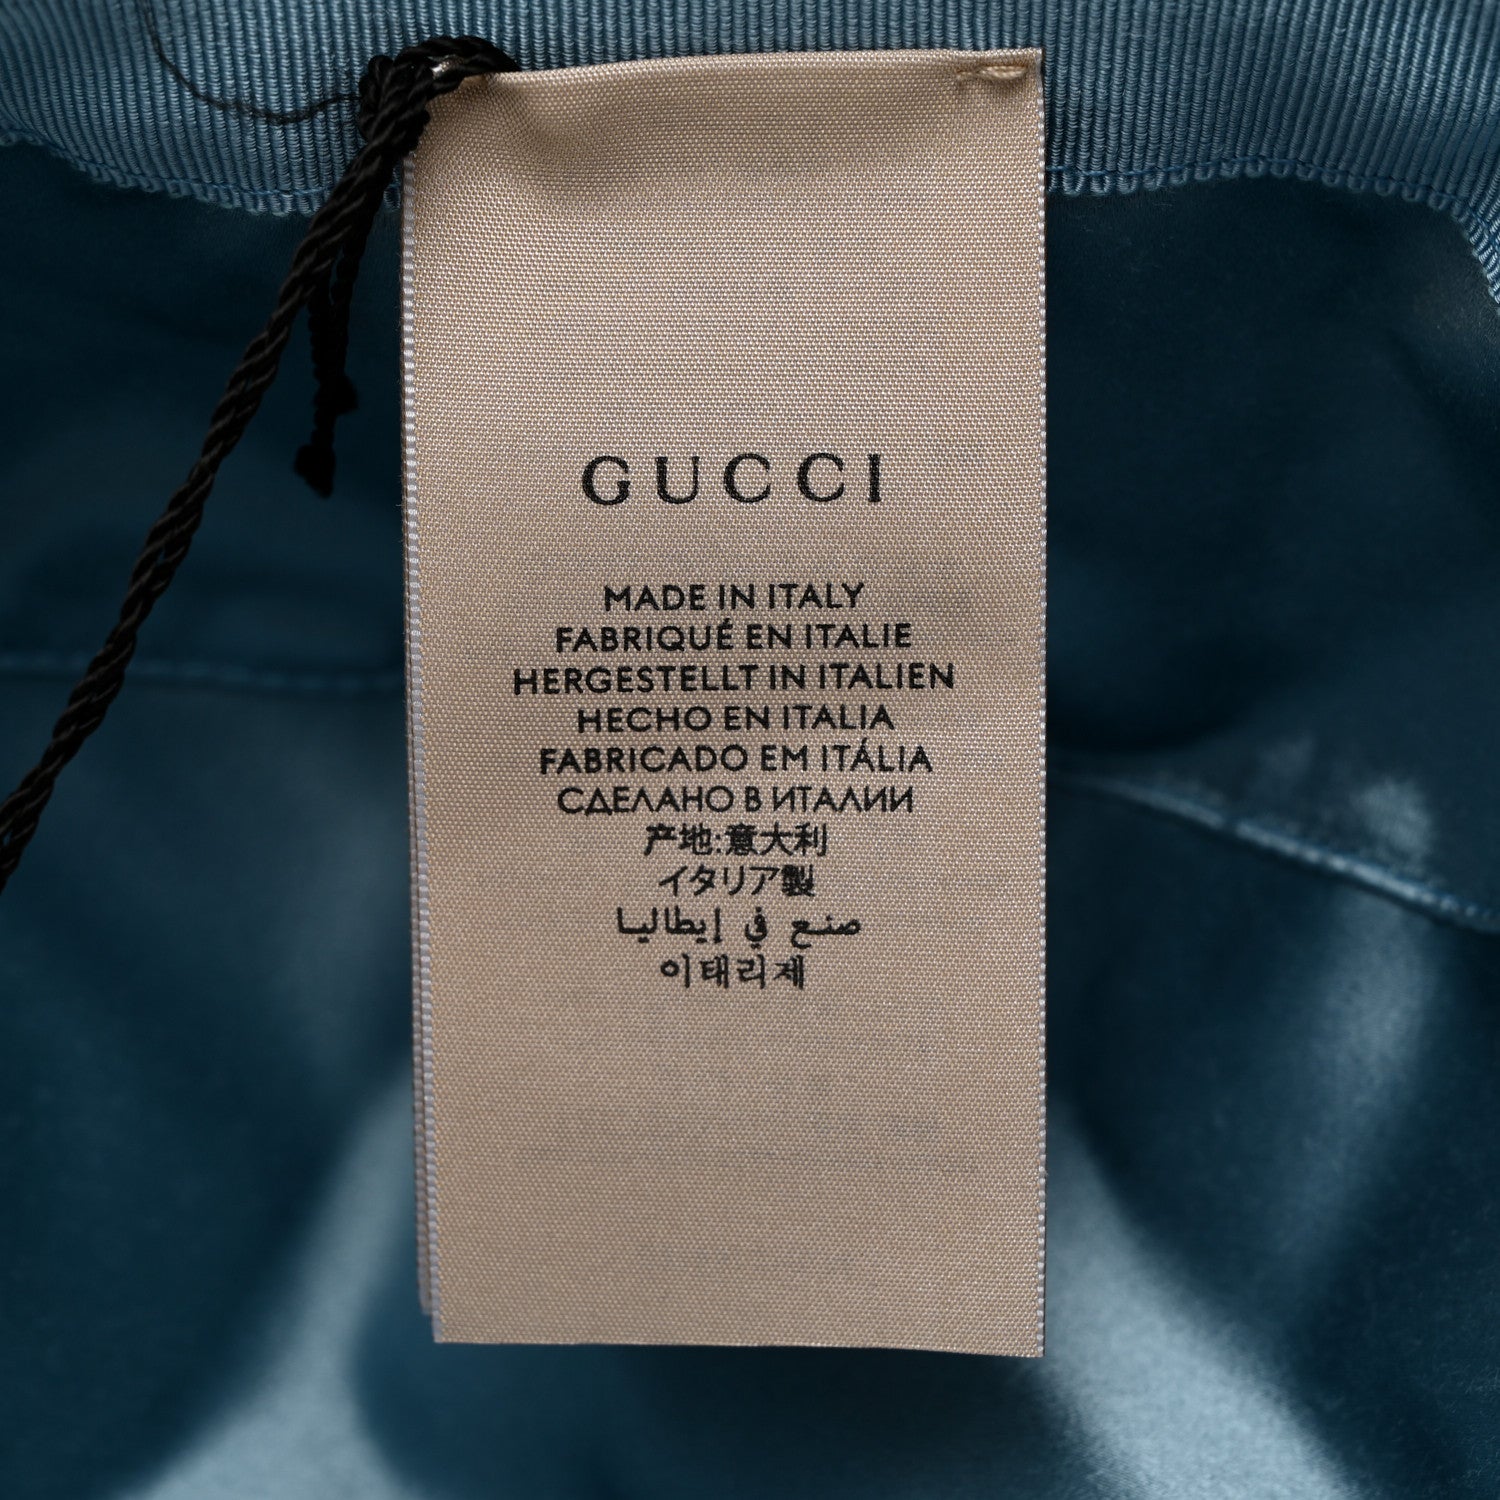 GUCCI
MADE IN ITALY
FABRIQUÉ EN ITALIE
HERGESTELLT IN ITALIEN
HECHO EN ITALIA
FABRICADO EM ITÁLIA
СДЕЛАНО В ИТАЛИИ
产地:意大利
イタリア製
صنع في إيطاليا
이태리제